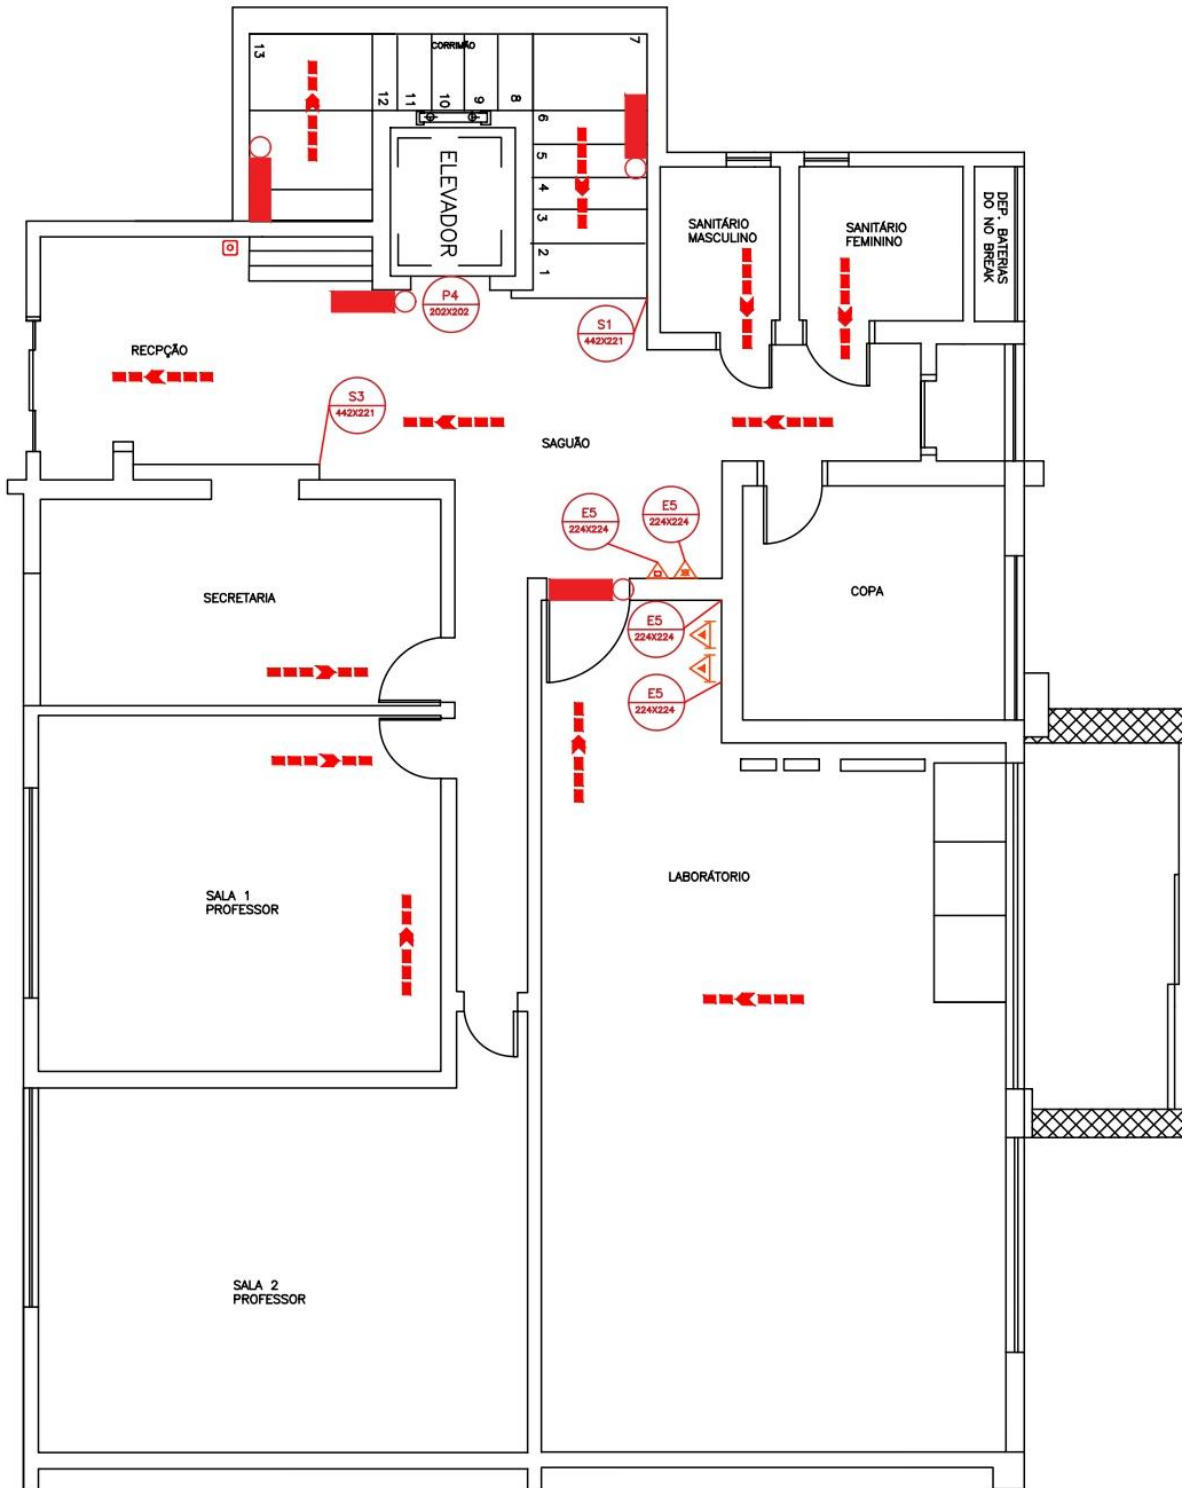 13
CORRIMÃO
7
12
11
10
9
8
6
5
4
3
2
1
ELEVADOR
SANITÁRIO
MASCULINO
SANITÁRIO
FEMININO
DEP. BATERIAS
DO NO BREAK
P4
202X202
S1
442X221
RECPÇÃO
S3
442X221
SAGUÃO
E5
224X224
E5
224X224
SECRETARIA
COPA
E5
224X224
E5
224X224
LABORÁTORIO
SALA 1
PROFESSOR
SALA 2
PROFESSOR